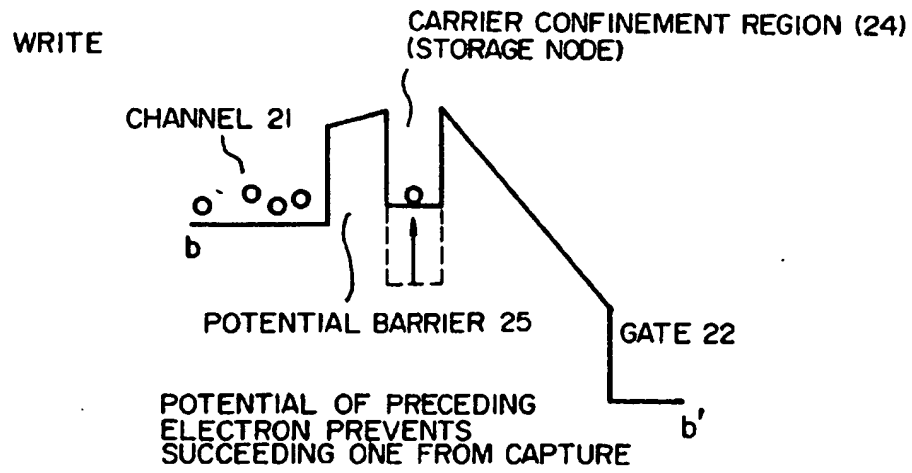 WRITE
CARRIER CONFINEMENT REGION (24)
(STORAGE NODE)
CHANNEL 21
b
POTENTIAL BARRIER 25
GATE 22
b'
POTENTIAL OF PRECEDING
ELECTRON PREVENTS
SUCCEEDING ONE FROM CAPTURE